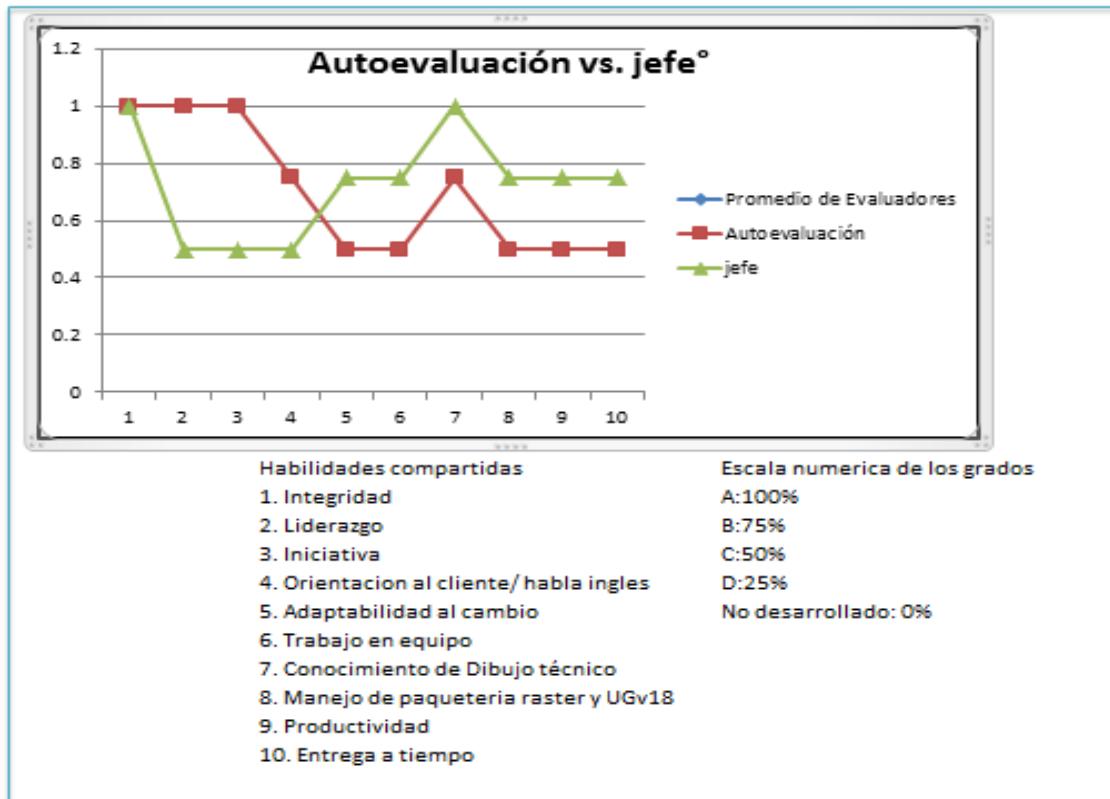 Autoevaluación vs. jefe°
1.2
1
0.8
0.6
0.4
0.2
0
1 2 3 4 5 6 7 8 9 10
Promedio de Evaluadores
Autoevaluación
jefe
Habilidades compartidas
1. Integridad
2. Liderazgo
3. Iniciativa
4. Orientacion al cliente/ habla ingles
5. Adaptabilidad al cambio
6. Trabajo en equipo
7. Conocimiento de Dibujo técnico
8. Manejo de paqueteria raster y UGv18
9. Productividad
10. Entrega a tiempo
Escala numerica de los grados
A:100%
B:75%
C:50%
D:25%
No desarrollado: 0%